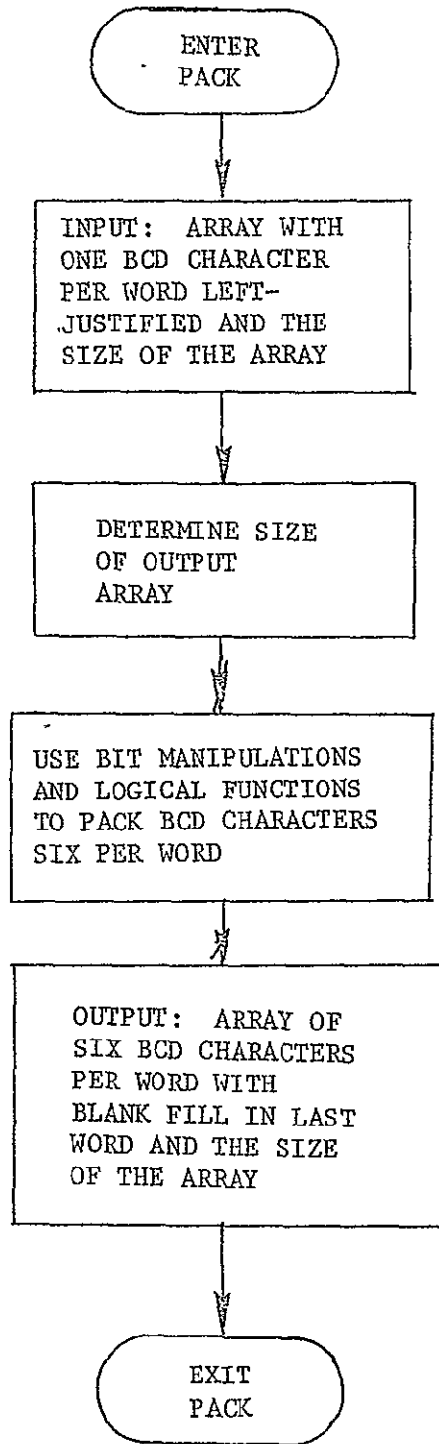 ENTER
PACK
INPUT: ARRAY WITH
ONE BCD CHARACTER
PER WORD LEFT-
JUSTIFIED AND THE
SIZE OF THE ARRAY
DETERMINE SIZE
OF OUTPUT
ARRAY
USE BIT MANIPULATIONS
AND LOGICAL FUNCTIONS
TO PACK BCD CHARACTERS
SIX PER WORD
OUTPUT: ARRAY OF
SIX BCD CHARACTERS
PER WORD WITH
BLANK FILL IN LAST
WORD AND THE SIZE
OF THE ARRAY
EXIT
PACK